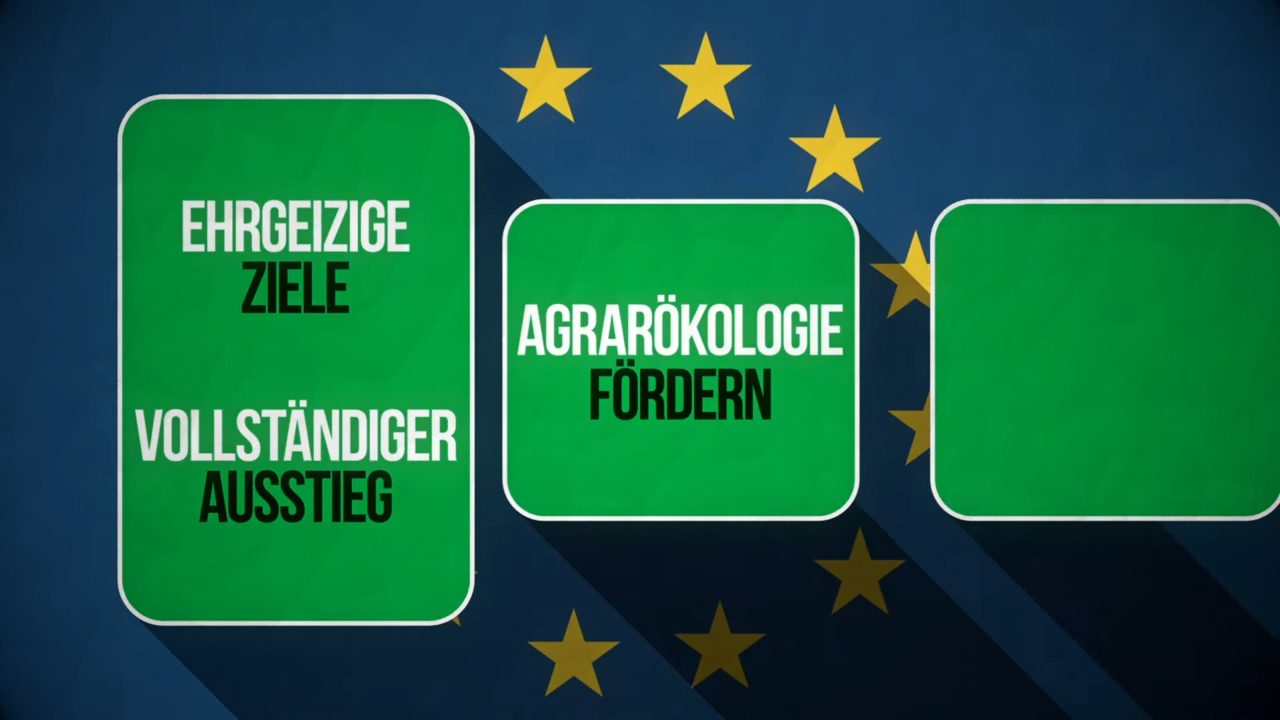 EHRGEIZIGE
ZIELE
VOLLSTÄNDIGER
AUSSTIEG
AGRARÖKOLOGIE
FÖRDERN